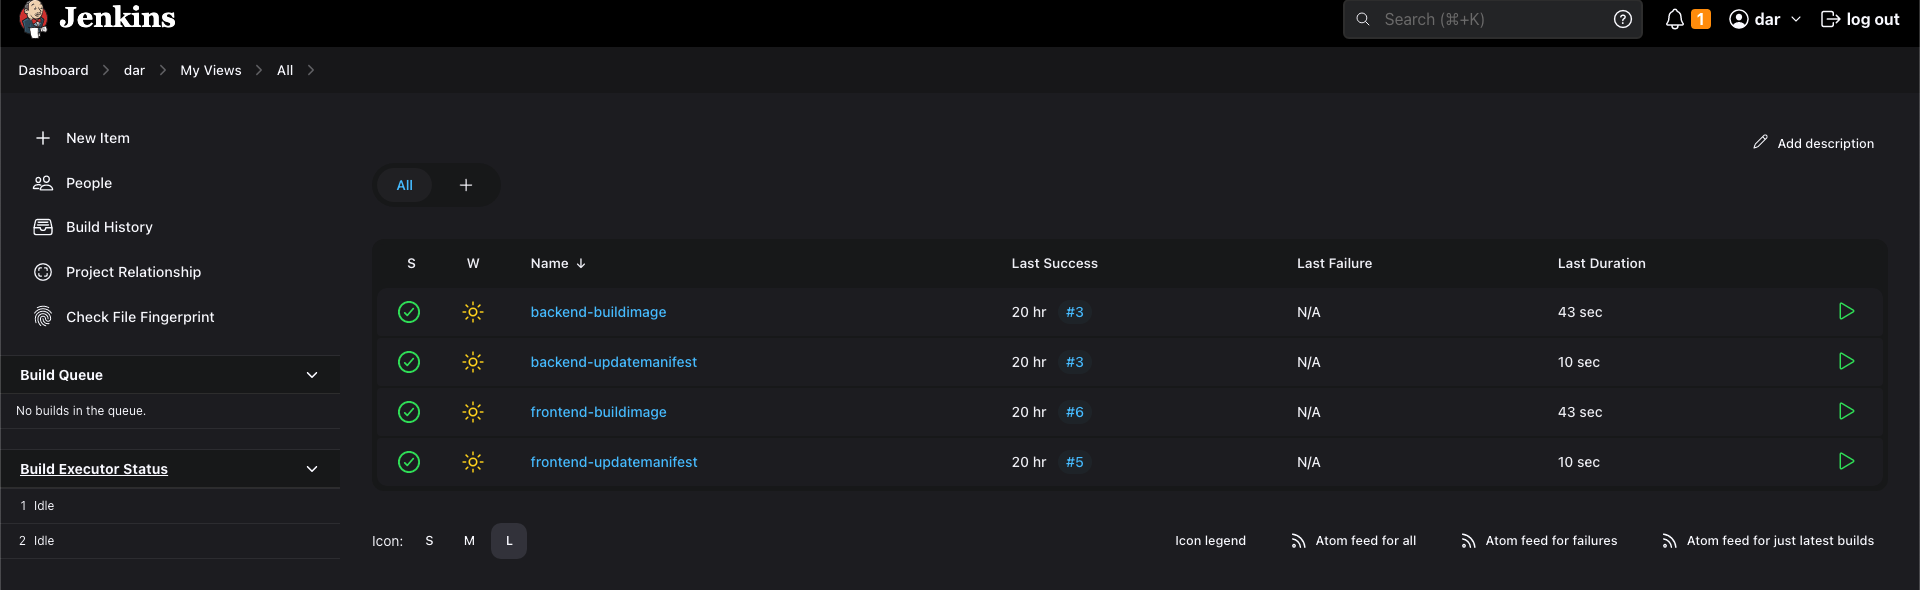 Jenkins
Search (⌘+K)
1
dar
log out
Dashboard
dar
My Views
All
New Item
People
Build History
Project Relationship
Check File Fingerprint
Build Queue
No builds in the queue.
Build Executor Status
1 Idle
2 Idle
Add description
All
S W Name ↓ Last Success Last Failure Last Duration
backend-buildimage 20 hr #3 N/A 43 sec
backend-updatemanifest 20 hr #3 N/A 10 sec
frontend-buildimage 20 hr #6 N/A 43 sec
frontend-updatemanifest 20 hr #5 N/A 10 sec
Icon: S M L
Icon legend
Atom feed for all
Atom feed for failures
Atom feed for just latest builds